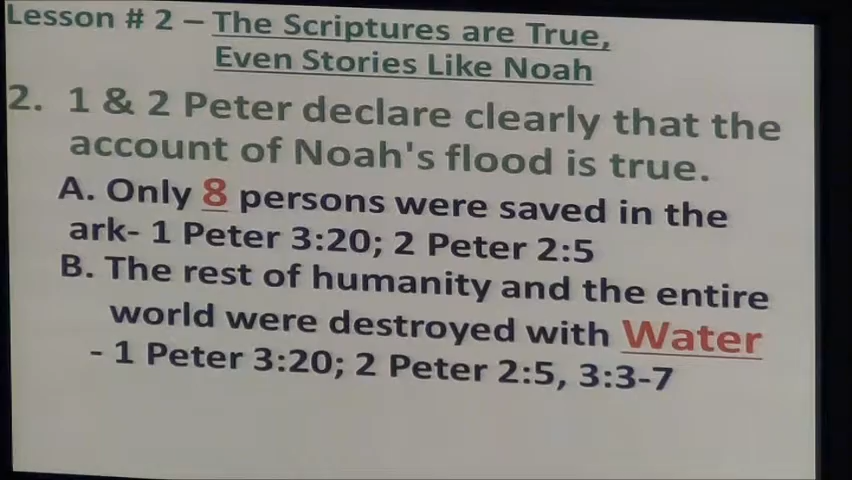 Lesson # 2 – The Scriptures are True,
Even Stories Like Noah
2. 1 & 2 Peter declare clearly that the
account of Noah's flood is true.
A. Only 8 persons were saved in the
ark- 1 Peter 3:20; 2 Peter 2:5
B. The rest of humanity and the entire
world were destroyed with Water
- 1 Peter 3:20; 2 Peter 2:5, 3:3-7